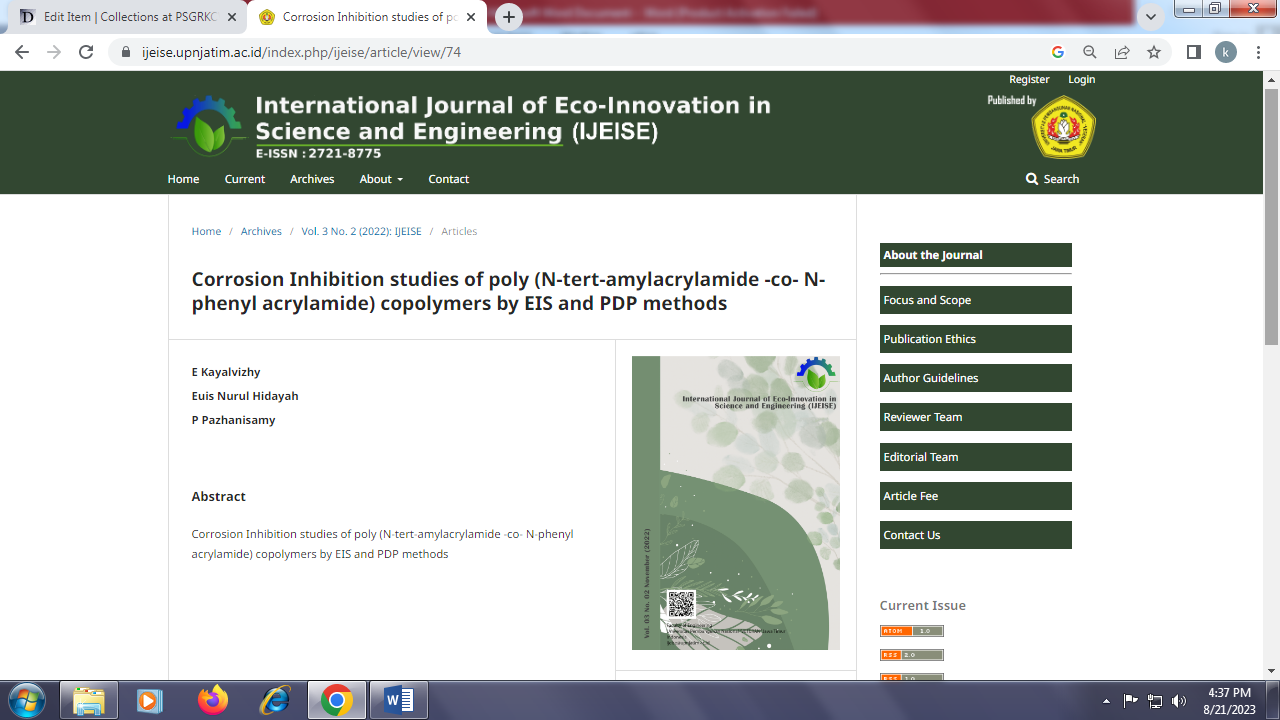 Edit Item | Collections at PSGRKC
Corrosion Inhibition studies of po
ijeise.upnjatim.ac.id/index.php/ijeise/article/view/74
k
Register Login
International Journal of Eco-Innovation in
Science and Engineering (IJEISE)
E-ISSN : 2721-8775
Published by
Home Current Archives About Contact Search
Home / Archives / Vol. 3 No. 2 (2022): IJEISE / Articles
Corrosion Inhibition studies of poly (N-tert-amylacrylamide -co- N-
phenyl acrylamide) copolymers by EIS and PDP methods
E Kayalvizhy
Euis Nurul Hidayah
P Pazhanisamy
Abstract
Corrosion Inhibition studies of poly (N-tert-amylacrylamide -co- N-phenyl
acrylamide) copolymers by EIS and PDP methods
International Journal of Eco-Innovation in
Science and Engineering (IJEISE)
Vol. 03 No. 02 November (2022)
About the Journal
Focus and Scope
Publication Ethics
Author Guidelines
Reviewer Team
Editorial Team
Article Fee
Contact Us
Current Issue
ATOM 1.0
RSS 2.0
4:37 PM
8/21/2023